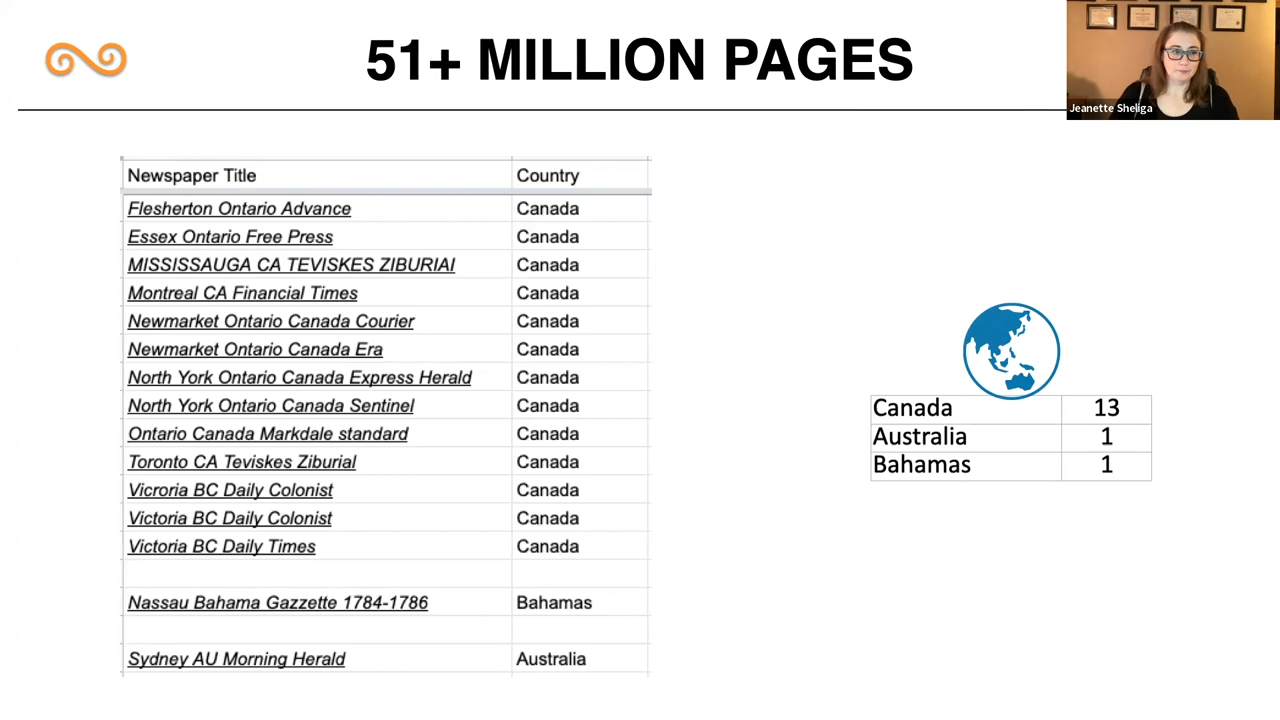 51+ MILLION PAGES
Jeanette Sheliga
Newspaper Title Country
Flesherton Ontario Advance Canada
Essex Ontario Free Press Canada
MISSISSAUGA CA TEVISKES ZIBURIAI Canada
Montreal CA Financial Times Canada
Newmarket Ontario Canada Courier Canada
Newmarket Ontario Canada Era Canada
North York Ontario Canada Express Herald Canada
North York Ontario Canada Sentinel Canada
Ontario Canada Markdale standard Canada
Toronto CA Teviskes Ziburial Canada
Vicroria BC Daily Colonist Canada
Victoria BC Daily Colonist Canada
Victoria BC Daily Times Canada
Nassau Bahama Gazzette 1784-1786 Bahamas
Sydney AU Morning Herald Australia
Canada 13
Australia 1
Bahamas 1